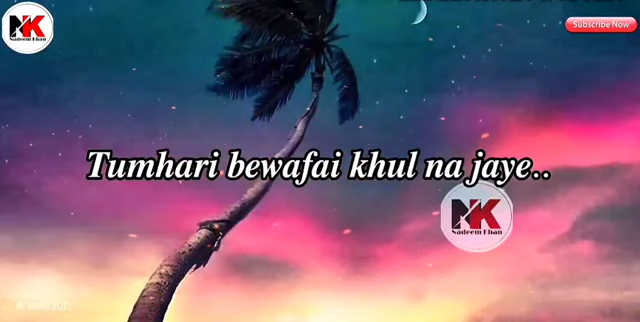 NK
Nadeem Khan
Subscribe Now
Tumhari bewafai khul na jaye..
NK
Nadeem Khan